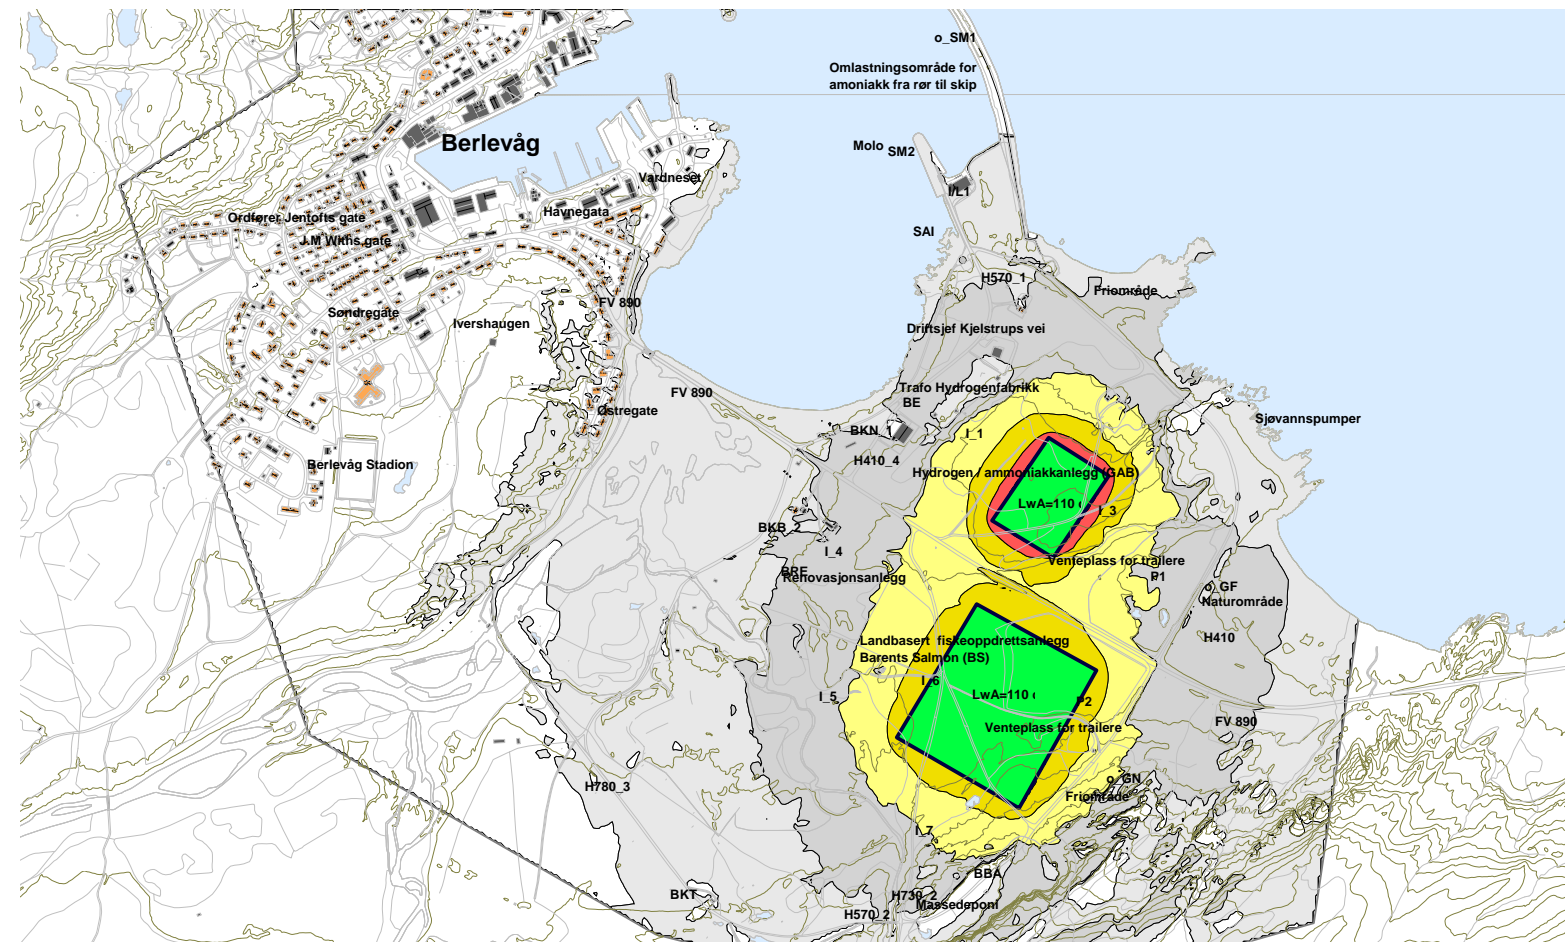 o_SM1
Omlastningsområde for
amoniakk fra rør til skip
Berlevåg
Molo
SM2
Vardneset
I/L1
Havnegata
Ordfører Jentofts gate
SAI
J.M Withs gate
H570_1
Friområde
FV 890
Søndregate
Ivershaugen
Driftsjef Kjelstrups vei
FV 890
Trafo Hydrogenfabrikk
BE
Østregate
Sjøvannspumper
BKN_1
I_1
H410_4
Berlevåg Stadion
Hydrogen / ammoniakkanlegg (GAB)
LwA=110
I_3
BKB_2
I_4
Venteplass for trailere
BRE
Renovasjonsanlegg
P1
o_GF
Naturområde
H410
Landbasert fiskeoppdrettsanlegg
Barents Salmon (BS)
I_6
LwA=110
I_5
P2
FV 890
Venteplass for trailere
o_GN
H780_3
Friområde
I_7
BBA
BKT
H730_2
Massedeponi
H570_2